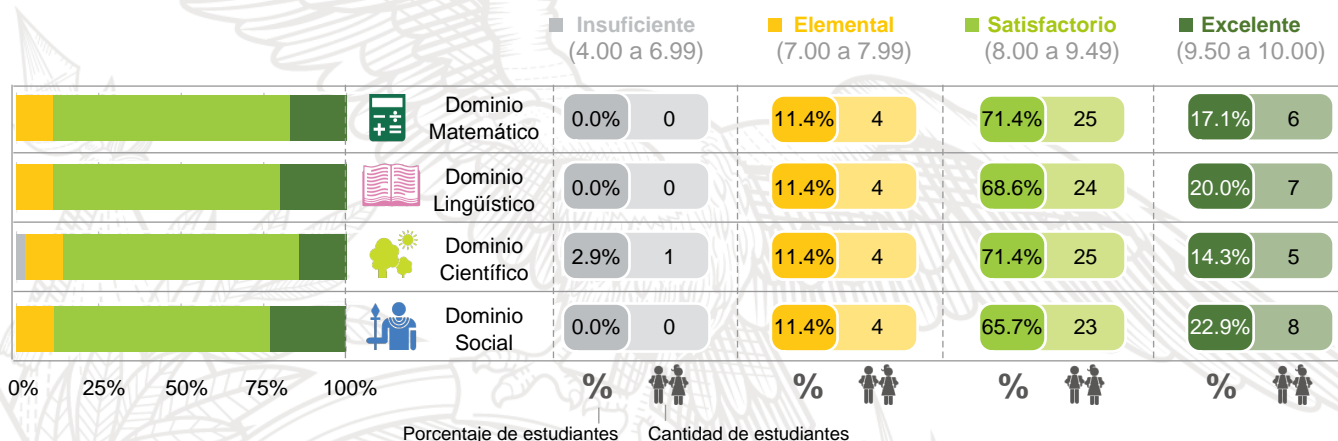 Insuficiente Elemental Satisfactorio Excelente
(4.00 a 6.99) (7.00 a 7.99) (8.00 a 9.49) (9.50 a 10.00)
Dominio
Matemático
0.0% 0 11.4% 4 71.4% 25 17.1% 6
Dominio
Lingüístico
0.0% 0 11.4% 4 68.6% 24 20.0% 7
Dominio
Científico
2.9% 1 11.4% 4 71.4% 25 14.3% 5
Dominio
Social
0.0% 0 11.4% 4 65.7% 23 22.9% 8
0% 25% 50% 75% 100% % % % %
Porcentaje de estudiantes Cantidad de estudiantes